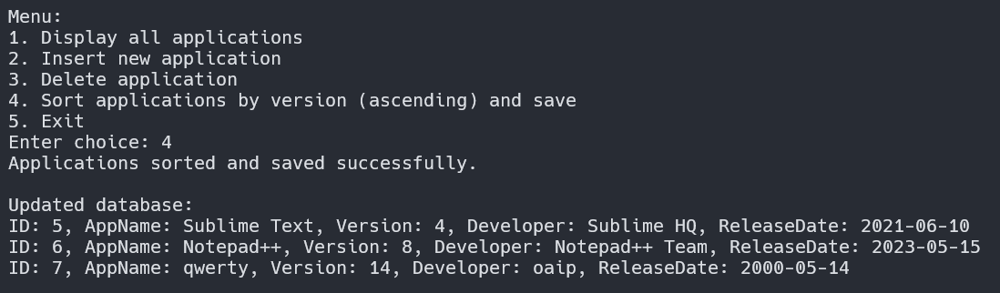 Menu:
1. Display all applications
2. Insert new application
3. Delete application
4. Sort applications by version (ascending) and save
5. Exit
Enter choice: 4
Applications sorted and saved successfully.

Updated database:
ID: 5, AppName: Sublime Text, Version: 4, Developer: Sublime HQ, ReleaseDate: 2021-06-10
ID: 6, AppName: Notepad++, Version: 8, Developer: Notepad++ Team, ReleaseDate: 2023-05-15
ID: 7, AppName: qwerty, Version: 14, Developer: oaip, ReleaseDate: 2000-05-14